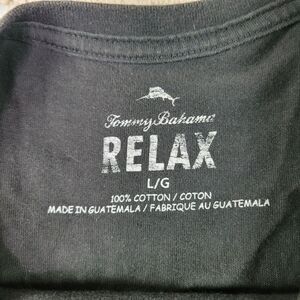 Tommy Bahama
RELAX
L/G
100% COTTON / COTON
MADE IN GUATEMALA / FABRIQUE AU GUATEMALA